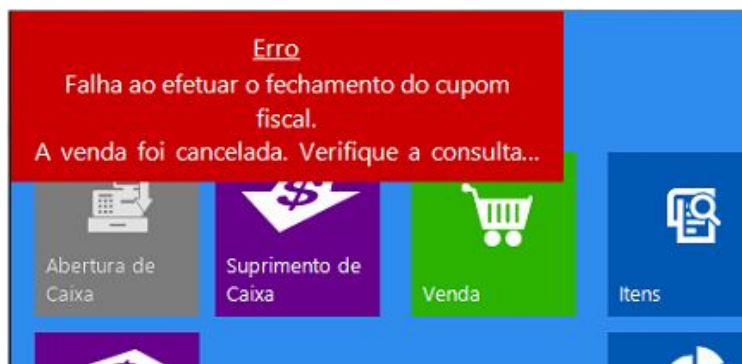 Erro
Falha ao efetuar o fechamento do cupom
fiscal.
A venda foi cancelada. Verifique a consulta...
Abertura de
Caixa
Suprimento de
Caixa
Venda
Itens